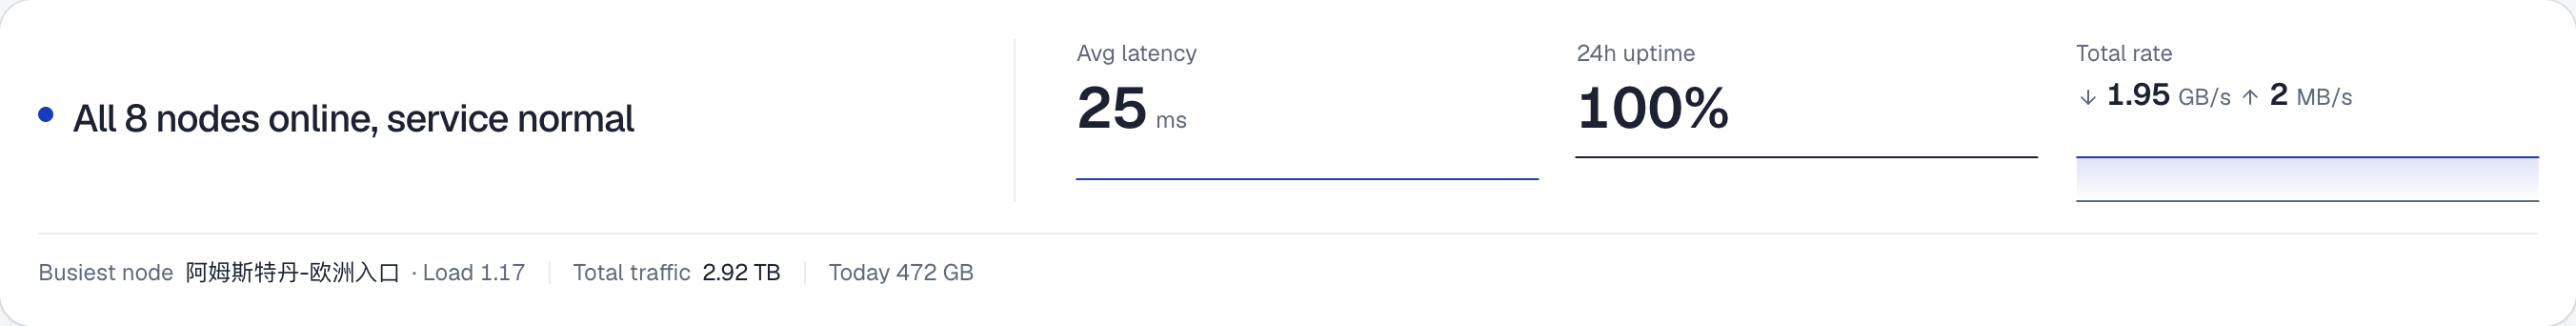 All 8 nodes online, service normal
Avg latency
25 ms
24h uptime
100%
Total rate
↓ 1.95 GB/s ↑ 2 MB/s
Busiest node 阿姆斯特丹-欧洲入口 · Load 1.17
Total traffic 2.92 TB
Today 472 GB